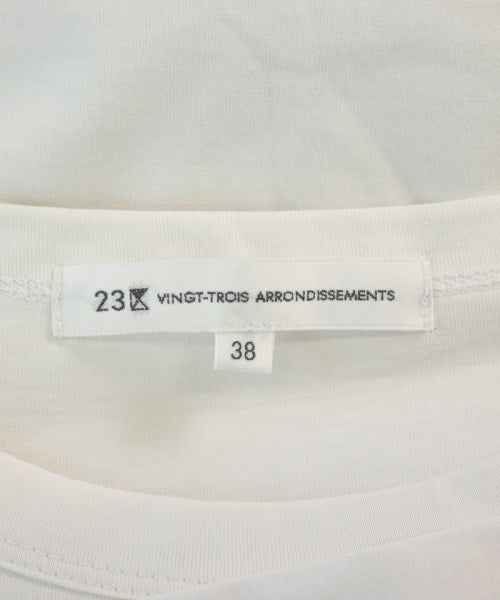 23区 VINGT-TROIS ARRONDISSEMENTS
38